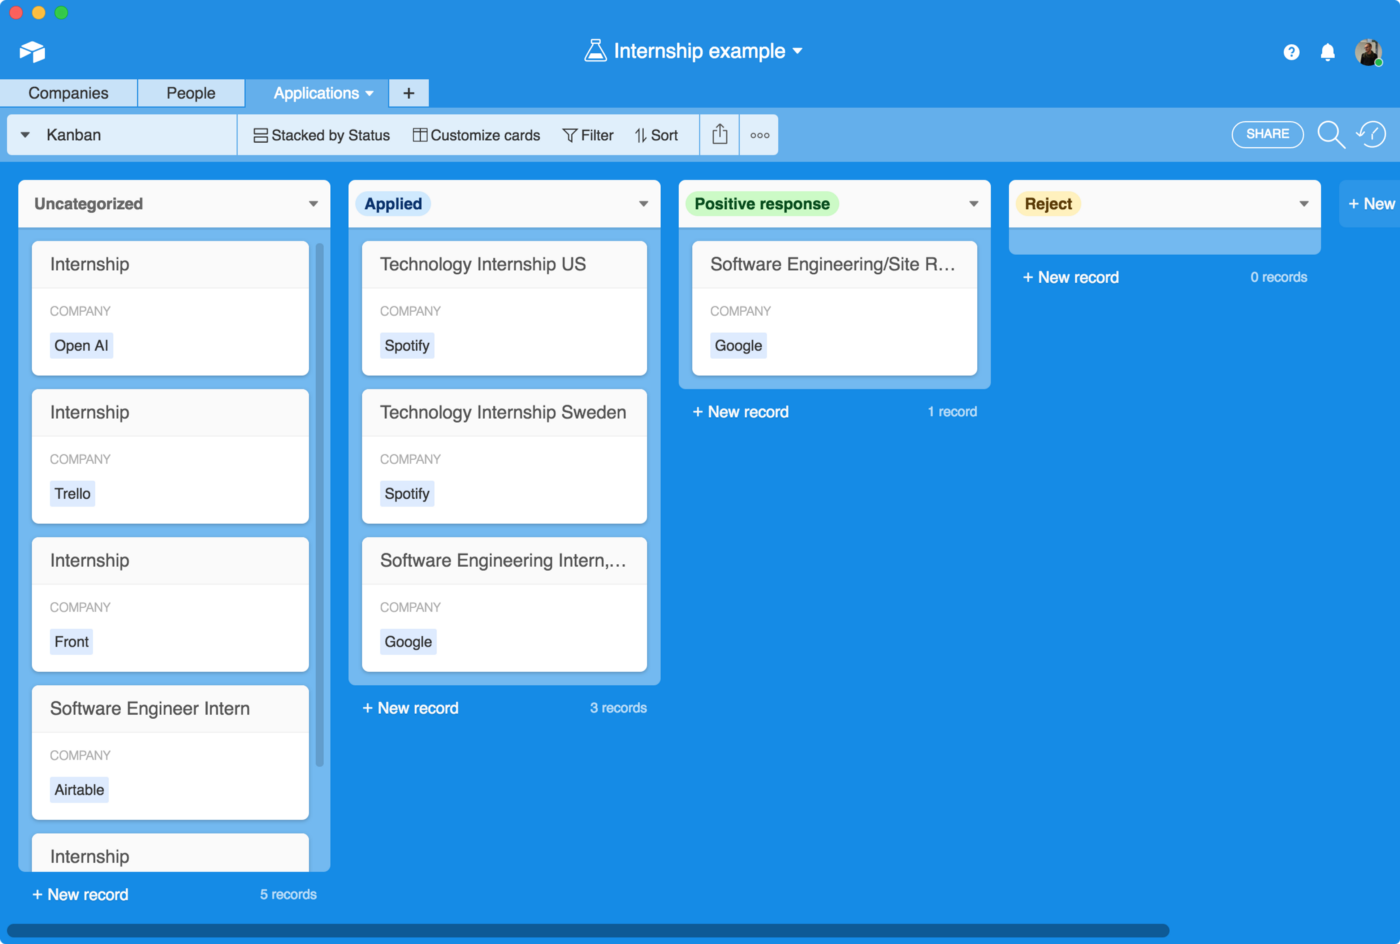 Internship example
Companies
People
Applications
+
Kanban
Stacked by Status
Customize cards
Filter
Sort
SHARE
Uncategorized
Internship
COMPANY
Open AI
Internship
COMPANY
Trello
Internship
COMPANY
Front
Software Engineer Intern
COMPANY
Airtable
Internship
+ New record
5 records
Applied
Technology Internship US
COMPANY
Spotify
Technology Internship Sweden
COMPANY
Spotify
Software Engineering Intern,...
COMPANY
Google
+ New record
3 records
Positive response
Software Engineering/Site R...
COMPANY
Google
+ New record
1 record
Reject
+ New record
0 records
+ New